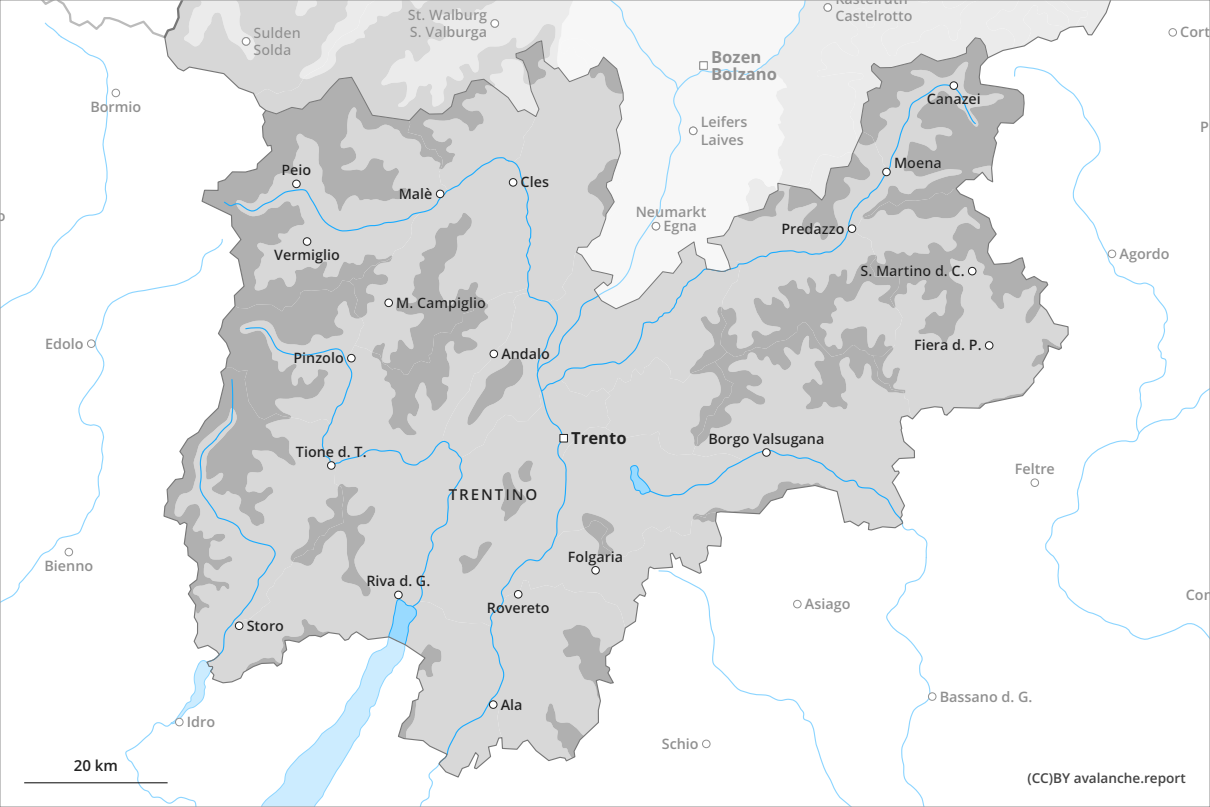 Kastelruth
Castelrotto
St. Walburg
S. Valburga
Sulden
Solda
Cort
Bozen
Bolzano
Bormio
Canazei
Leifers
Laives
P
Moena
Peio
Malè
Cles
Neumarkt
Egna
Predazzo
Vermiglio
Agordo
S. Martino d. C.
M. Campiglio
Edolo
Pinzolo
Andalo
Fiera d. P.
Trento
Borgo Valsugana
Tione d. T.
Feltre
TRENTINO
Bienno
Folgaria
Riva d. G.
Rovereto
Asiago
Cor
Storo
Bassano d. G.
Ala
Idro
Schio
20 km
(CC)BY avalanche.report